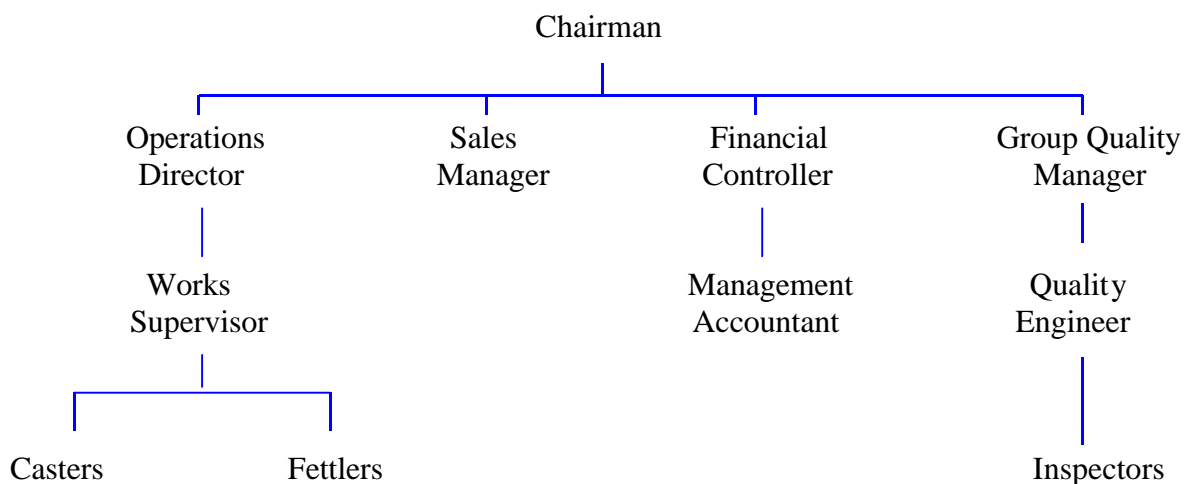 Chairman
Operations
Director
Sales
Manager
Financial
Controller
Group Quality
Manager
Works
Supervisor
Management
Accountant
Quality
Engineer
Casters
Fettlers
Inspectors